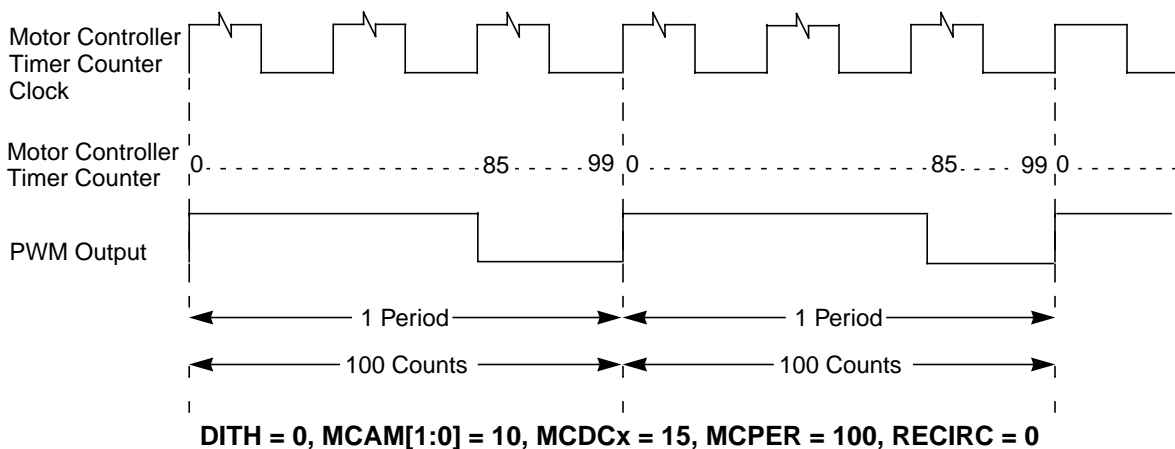 Motor Controller
Timer Counter
Clock
Motor Controller
Timer Counter
0 85 99 0 85 99 0
PWM Output
1 Period 1 Period
100 Counts 100 Counts
DITH = 0, MCAM[1:0] = 10, MCDCx = 15, MCPER = 100, RECIRC = 0